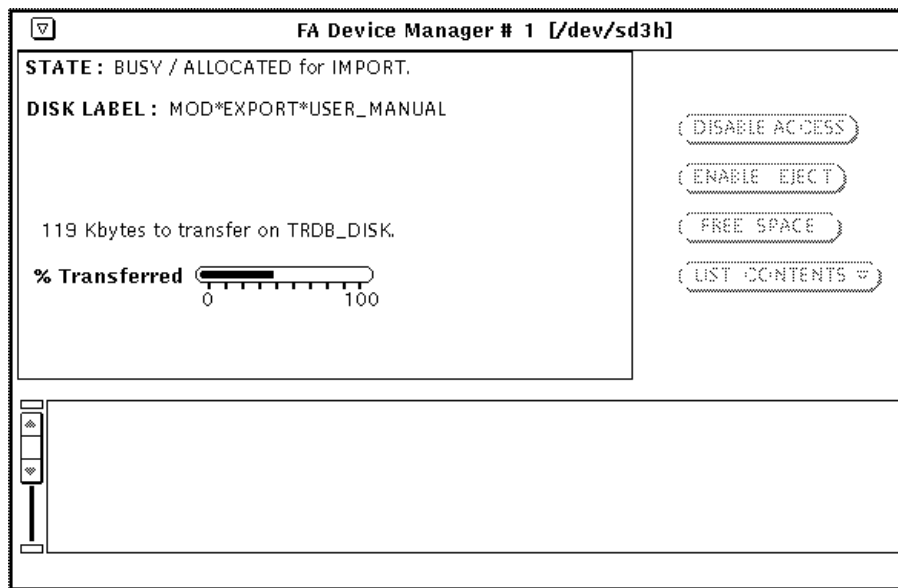 FA Device Manager # 1 [/dev/sd3h]
STATE : BUSY / ALLOCATED for IMPORT.
DISK LABEL : MOD*EXPORT*USER_MANUAL
DISABLE ACCESS
ENABLE EJECT
119 Kbytes to transfer on TRDB_DISK.
FREE SPACE
% Transferred
LIST CONTENTS
0 100